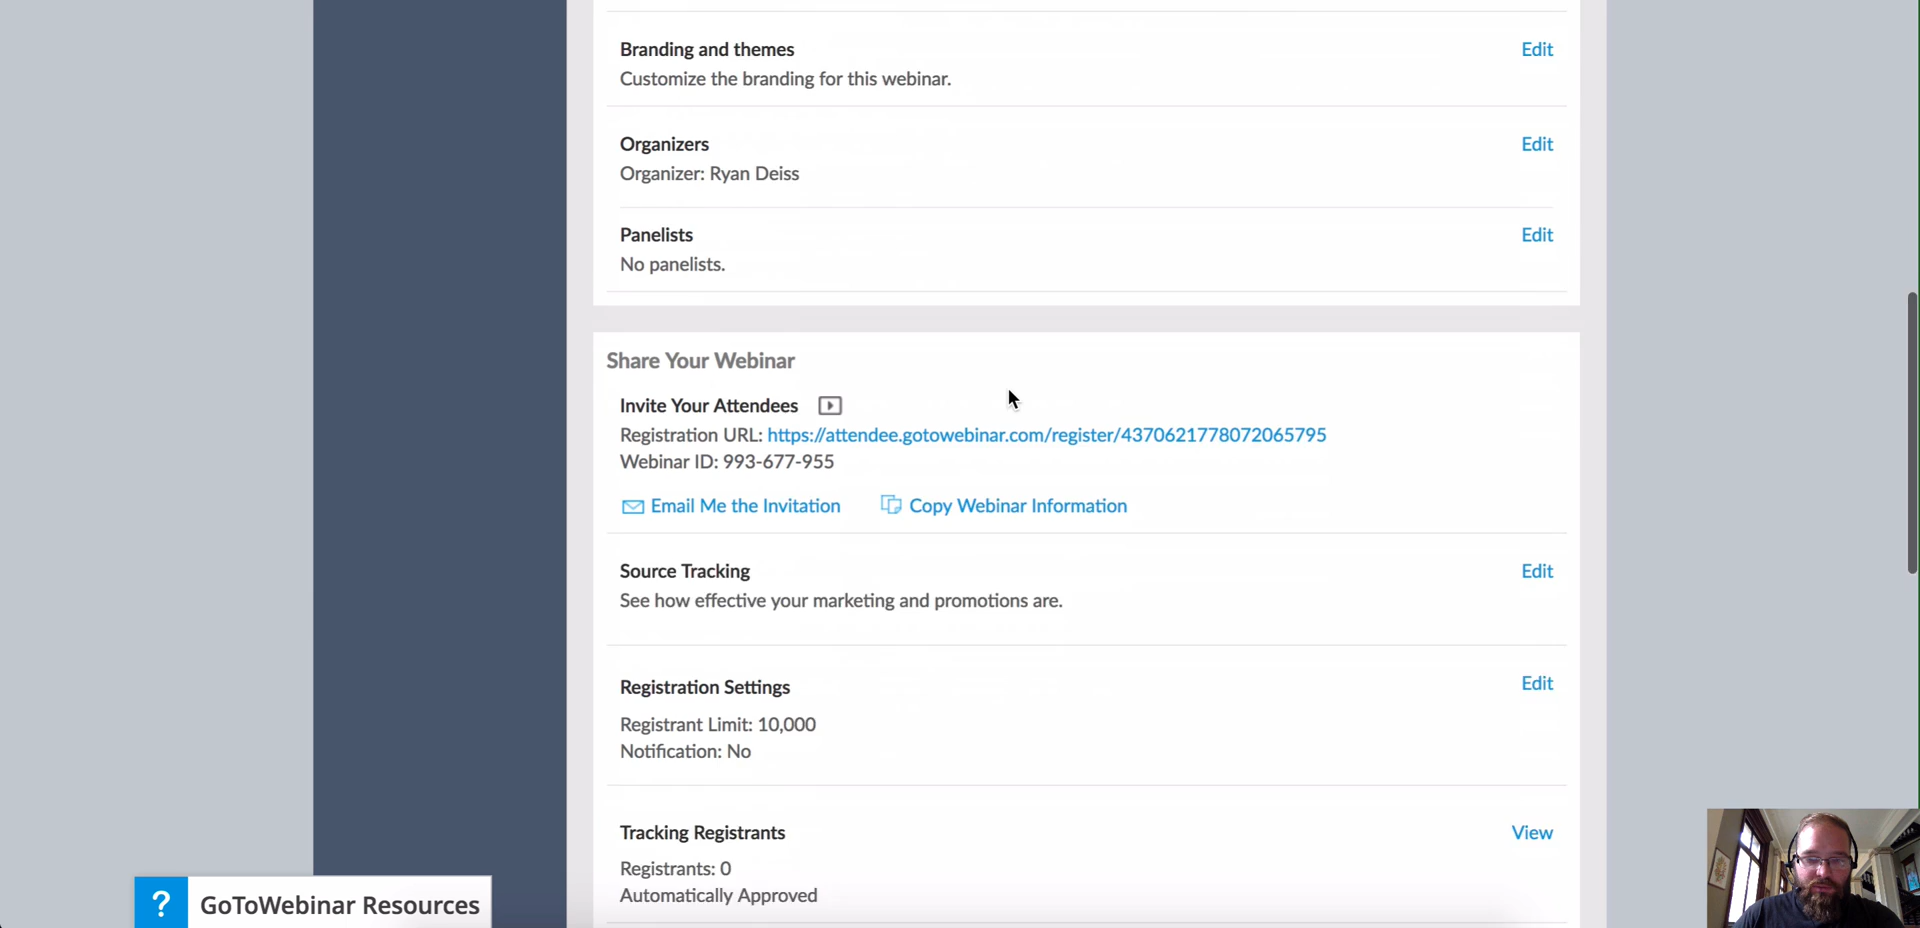 Branding and themes
Edit
Customize the branding for this webinar.
Organizers
Edit
Organizer: Ryan Deiss
Panelists
Edit
No panelists.
Share Your Webinar
Invite Your Attendees
Registration URL: https://attendee.gotowebinar.com/register/4370621778072065795
Webinar ID: 993-677-955
Email Me the Invitation
Copy Webinar Information
Source Tracking
Edit
See how effective your marketing and promotions are.
Registration Settings
Edit
Registrant Limit: 10,000
Notification: No
Tracking Registrants
View
Registrants: 0
Automatically Approved
? GoToWebinar Resources